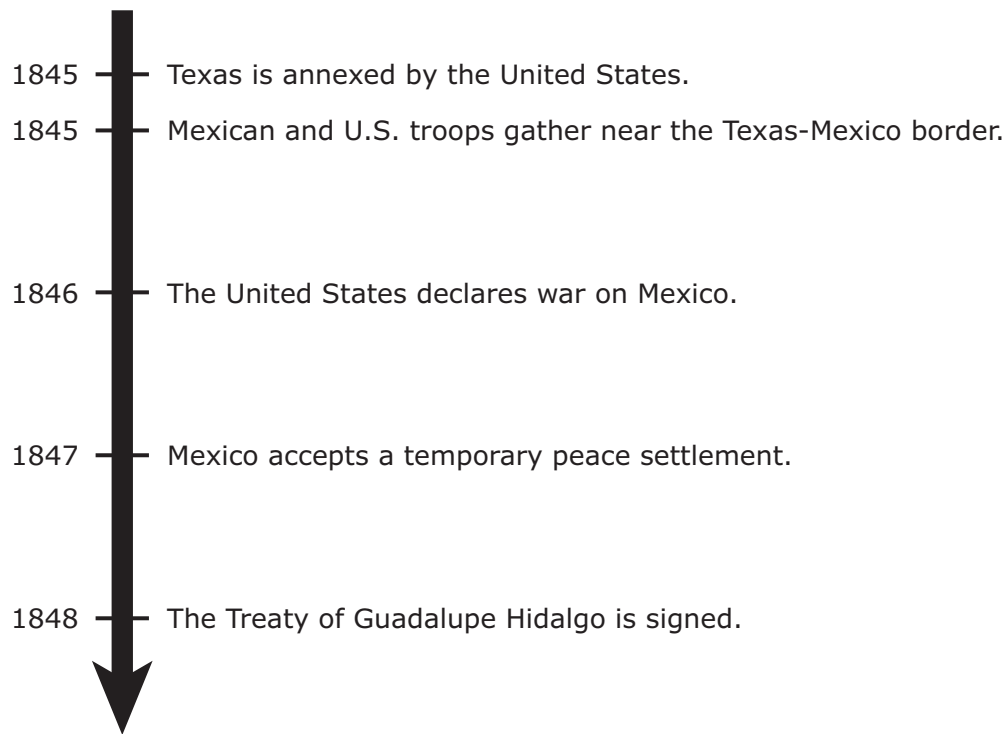 1845 Texas is annexed by the United States.
1845 Mexican and U.S. troops gather near the Texas-Mexico border.
1846 The United States declares war on Mexico.
1847 Mexico accepts a temporary peace settlement.
1848 The Treaty of Guadalupe Hidalgo is signed.